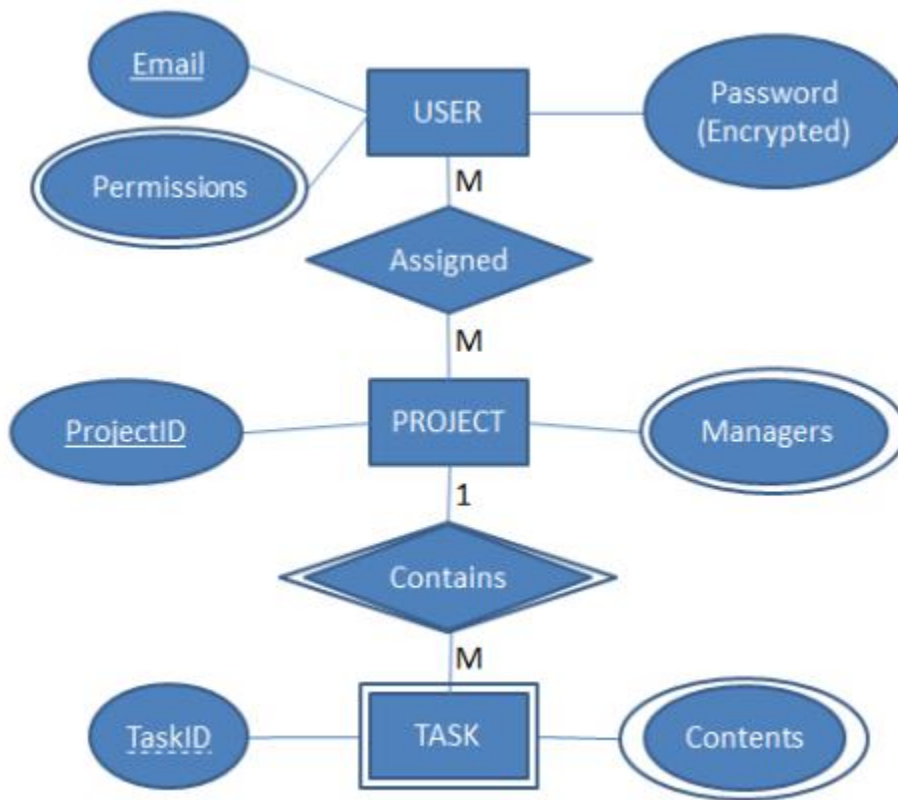 Email
USER
Password
(Encrypted)
Permissions
M
Assigned
M
ProjectID
PROJECT
Managers
1
Contains
M
TaskID
TASK
Contents